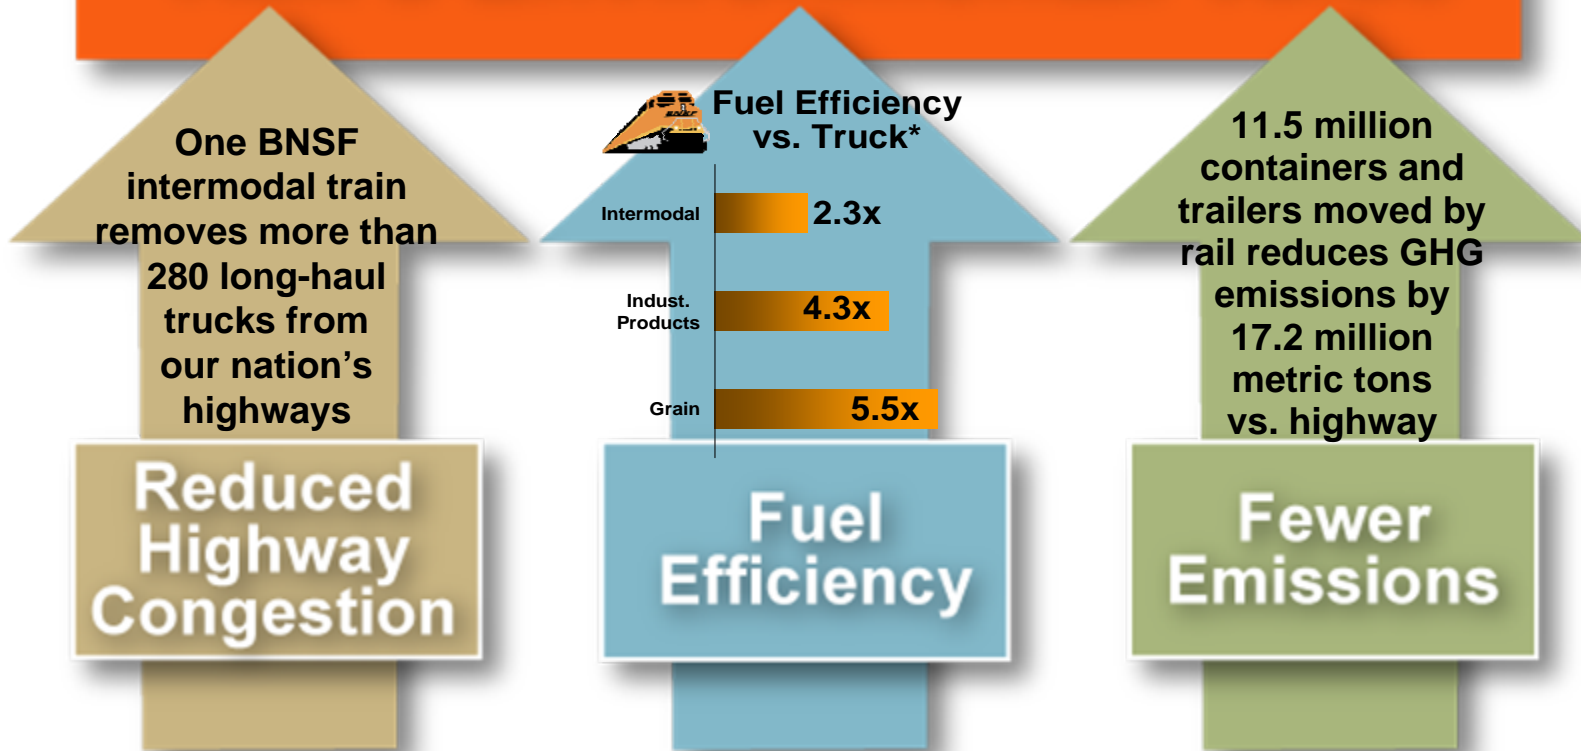 One BNSF
intermodal train
removes more than
280 long-haul
trucks from
our nation's
highways
Reduced
Highway
Congestion
Fuel Efficiency
vs. Truck*
Intermodal
2.3x
Indust.
Products
4.3x
Grain
5.5x
Fuel
Efficiency
11.5 million
containers and
trailers moved by
rail reduces GHG
emissions by
17.2 million
metric tons
vs. highway
Fewer
Emissions